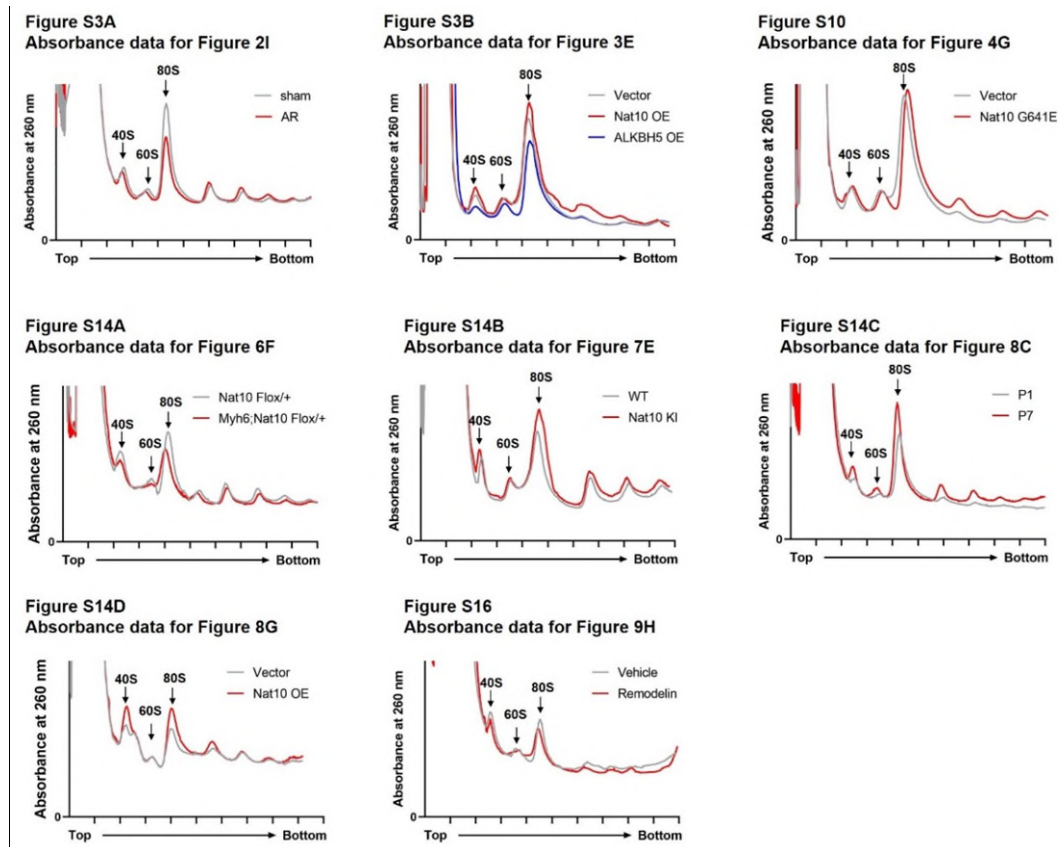 Figure S3A
Absorbance data for Figure 2I
Absorbance at 260 nm
sham
AR
40S
60S
80S
0
Top
Bottom
Figure S3B
Absorbance data for Figure 3E
Absorbance at 260 nm
Vector
Nat10 OE
ALKBH5 OE
40S
60S
80S
0
Top
Bottom
Figure S10
Absorbance data for Figure 4G
Absorbance at 260 nm
Vector
Nat10 G641E
40S
60S
80S
0
Top
Bottom
Figure S14A
Absorbance data for Figure 6F
Absorbance at 260 nm
Nat10 Flox/+
Myh6;Nat10 Flox/+
40S
60S
80S
0
Top
Bottom
Figure S14B
Absorbance data for Figure 7E
Absorbance at 260 nm
WT
Nat10 KI
40S
60S
80S
0
Top
Bottom
Figure S14C
Absorbance data for Figure 8C
Absorbance at 260 nm
P1
P7
40S
60S
80S
0
Top
Bottom
Figure S14D
Absorbance data for Figure 8G
Absorbance at 260 nm
Vector
Nat10 OE
40S
60S
80S
0
Top
Bottom
Figure S16
Absorbance data for Figure 9H
Absorbance at 260 nm
Vehicle
Remodelin
40S
60S
80S
0
Top
Bottom